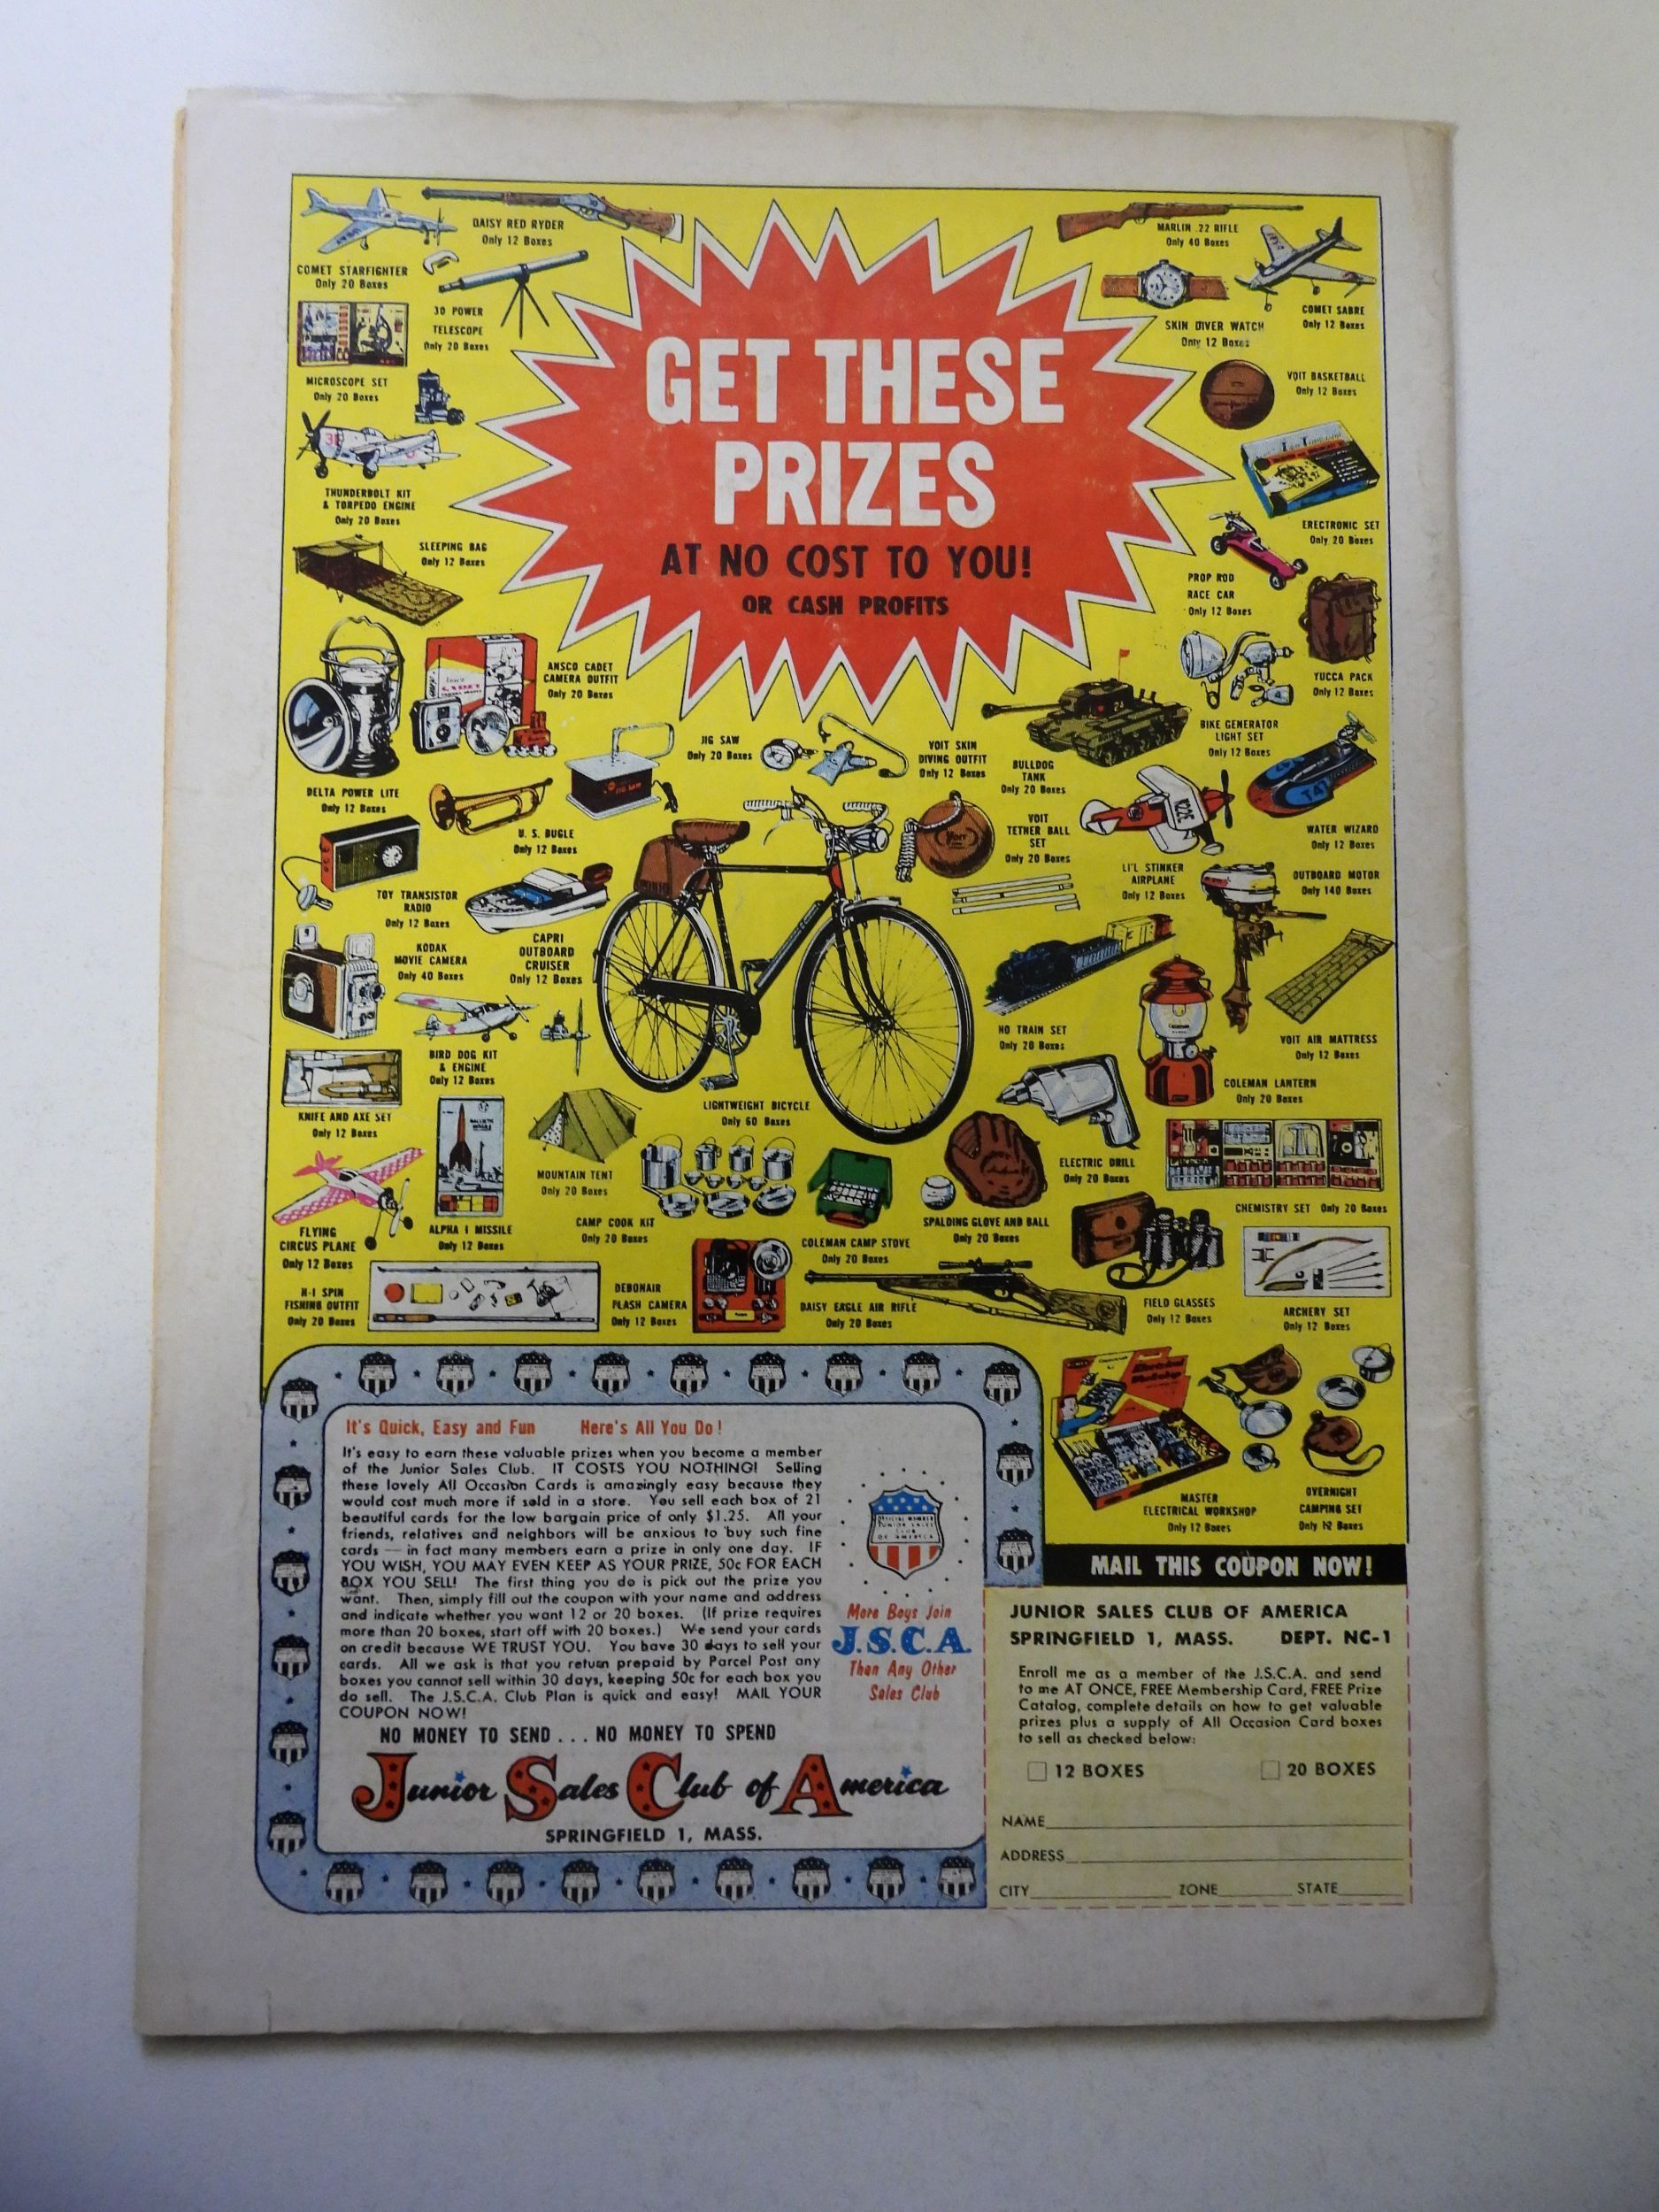 DAISY RED RYDER
Only 12 Boxes
COMET STARFIGHTER
Only 20 Boxes
30 POWER
TELESCOPE
Only 20 Boxes
MICROSCOPE SET
Only 20 Boxes
THUNDERBOLT KIT
& TORPEDO ENGINE
Only 20 Boxes
SLEEPING BAG
Only 12 Boxes
GET THESE
PRIZES
AT NO COST TO YOU!
OR CASH PROFITS
MARLIN .22 RIFLE
Only 40 Boxes
COMET SABRE
Only 12 Boxes
SKIN DIVER WATCH
Only 12 Boxes
VOIT BASKETBALL
Only 12 Boxes
ERECTRONIC SET
Only 20 Boxes
PROP ROD
RACE CAR
Only 12 Boxes
YUCCA PACK
Only 12 Boxes
ANSCO CADET
CAMERA OUTFIT
Only 20 Boxes
DELTA POWER LITE
Only 12 Boxes
JIG SAW
Only 20 Boxes
VOIT SKIN
DIVING OUTFIT
Only 12 Boxes
BULLDOG
TANK
Only 20 Boxes
BIKE GENERATOR
LIGHT SET
Only 12 Boxes
U. S. BUGLE
Only 12 Boxes
VOIT
TETHER BALL
SET
Only 20 Boxes
N22E
T47
WATER WIZARD
Only 12 Boxes
LI'L STINKER
AIRPLANE
Only 12 Boxes
OUTBOARD MOTOR
Only 140 Boxes
TOY TRANSISTOR
RADIO
Only 12 Boxes
CAPRI
OUTBOARD
CRUISER
Only 12 Boxes
KODAK
MOVIE CAMERA
Only 40 Boxes
BIRD DOG KIT
& ENGINE
Only 12 Boxes
HO TRAIN SET
Only 20 Boxes
VOIT AIR MATTRESS
Only 12 Boxes
COLEMAN LANTERN
Only 20 Boxes
KNIFE AND AXE SET
Only 12 Boxes
LIGHTWEIGHT BICYCLE
Only 60 Boxes
MOUNTAIN TENT
Only 20 Boxes
ELECTRIC DRILL
Only 20 Boxes
CHEMISTRY SET Only 20 Boxes
FLYING
CIRCUS PLANE
Only 12 Boxes
ALPHA I MISSILE
Only 12 Boxes
CAMP COOK KIT
Only 20 Boxes
COLEMAN CAMP STOVE
Only 20 Boxes
SPALDING GLOVE AND BALL
Only 20 Boxes
H-I SPIN
FISHING OUTFIT
Only 20 Boxes
DEBONAIR
FLASH CAMERA
Only 12 Boxes
DAISY EAGLE AIR RIFLE
Only 20 Boxes
FIELD GLASSES
Only 12 Boxes
ARCHERY SET
Only 12 Boxes
MASTER
ELECTRICAL WORKSHOP
Only 12 Boxes
OVERNIGHT
CAMPING SET
Only 12 Boxes
It's Quick, Easy and Fun Here's All You Do!
It's easy to earn these valuable prizes when you become a member
of the Junior Sales Club. IT COSTS YOU NOTHING! Selling
these lovely All Occasion Cards is amazingly easy because they
would cost much more if sold in a store. You sell each box of 21
beautiful cards for the low bargain price of only $1.25. All your
friends, relatives and neighbors will be anxious to buy such fine
cards — in fact many members earn a prize in only one day. IF
YOU WISH, YOU MAY EVEN KEEP AS YOUR PRIZE, 50c FOR EACH
BOX YOU SELL! The first thing you do is pick out the prize you
want. Then, simply fill out the coupon with your name and address
and indicate whether you want 12 or 20 boxes. (If prize requires
more than 20 boxes, start off with 20 boxes.) We send your cards
on credit because WE TRUST YOU. You have 30 days to sell your
cards. All we ask is that you return prepaid by Parcel Post any
boxes you cannot sell within 30 days, keeping 50c for each box you
do sell. The J.S.C.A. Club Plan is quick and easy! MAIL YOUR
COUPON NOW!
NO MONEY TO SEND . . . NO MONEY TO SPEND
Junior Sales Club of America
SPRINGFIELD 1, MASS.
OFFICIAL MEMBER
JUNIOR SALES
CLUB
OF AMERICA
More Boys Join
J.S.C.A.
Than Any Other
Sales Club
MAIL THIS COUPON NOW!
JUNIOR SALES CLUB OF AMERICA
SPRINGFIELD 1, MASS. DEPT. NC-1
Enroll me as a member of the J.S.C.A. and send
to me AT ONCE, FREE Membership Card, FREE Prize
Catalog, complete details on how to get valuable
prizes plus a supply of All Occasion Card boxes
to sell as checked below:
12 BOXES 20 BOXES
NAME
ADDRESS
CITY ZONE STATE